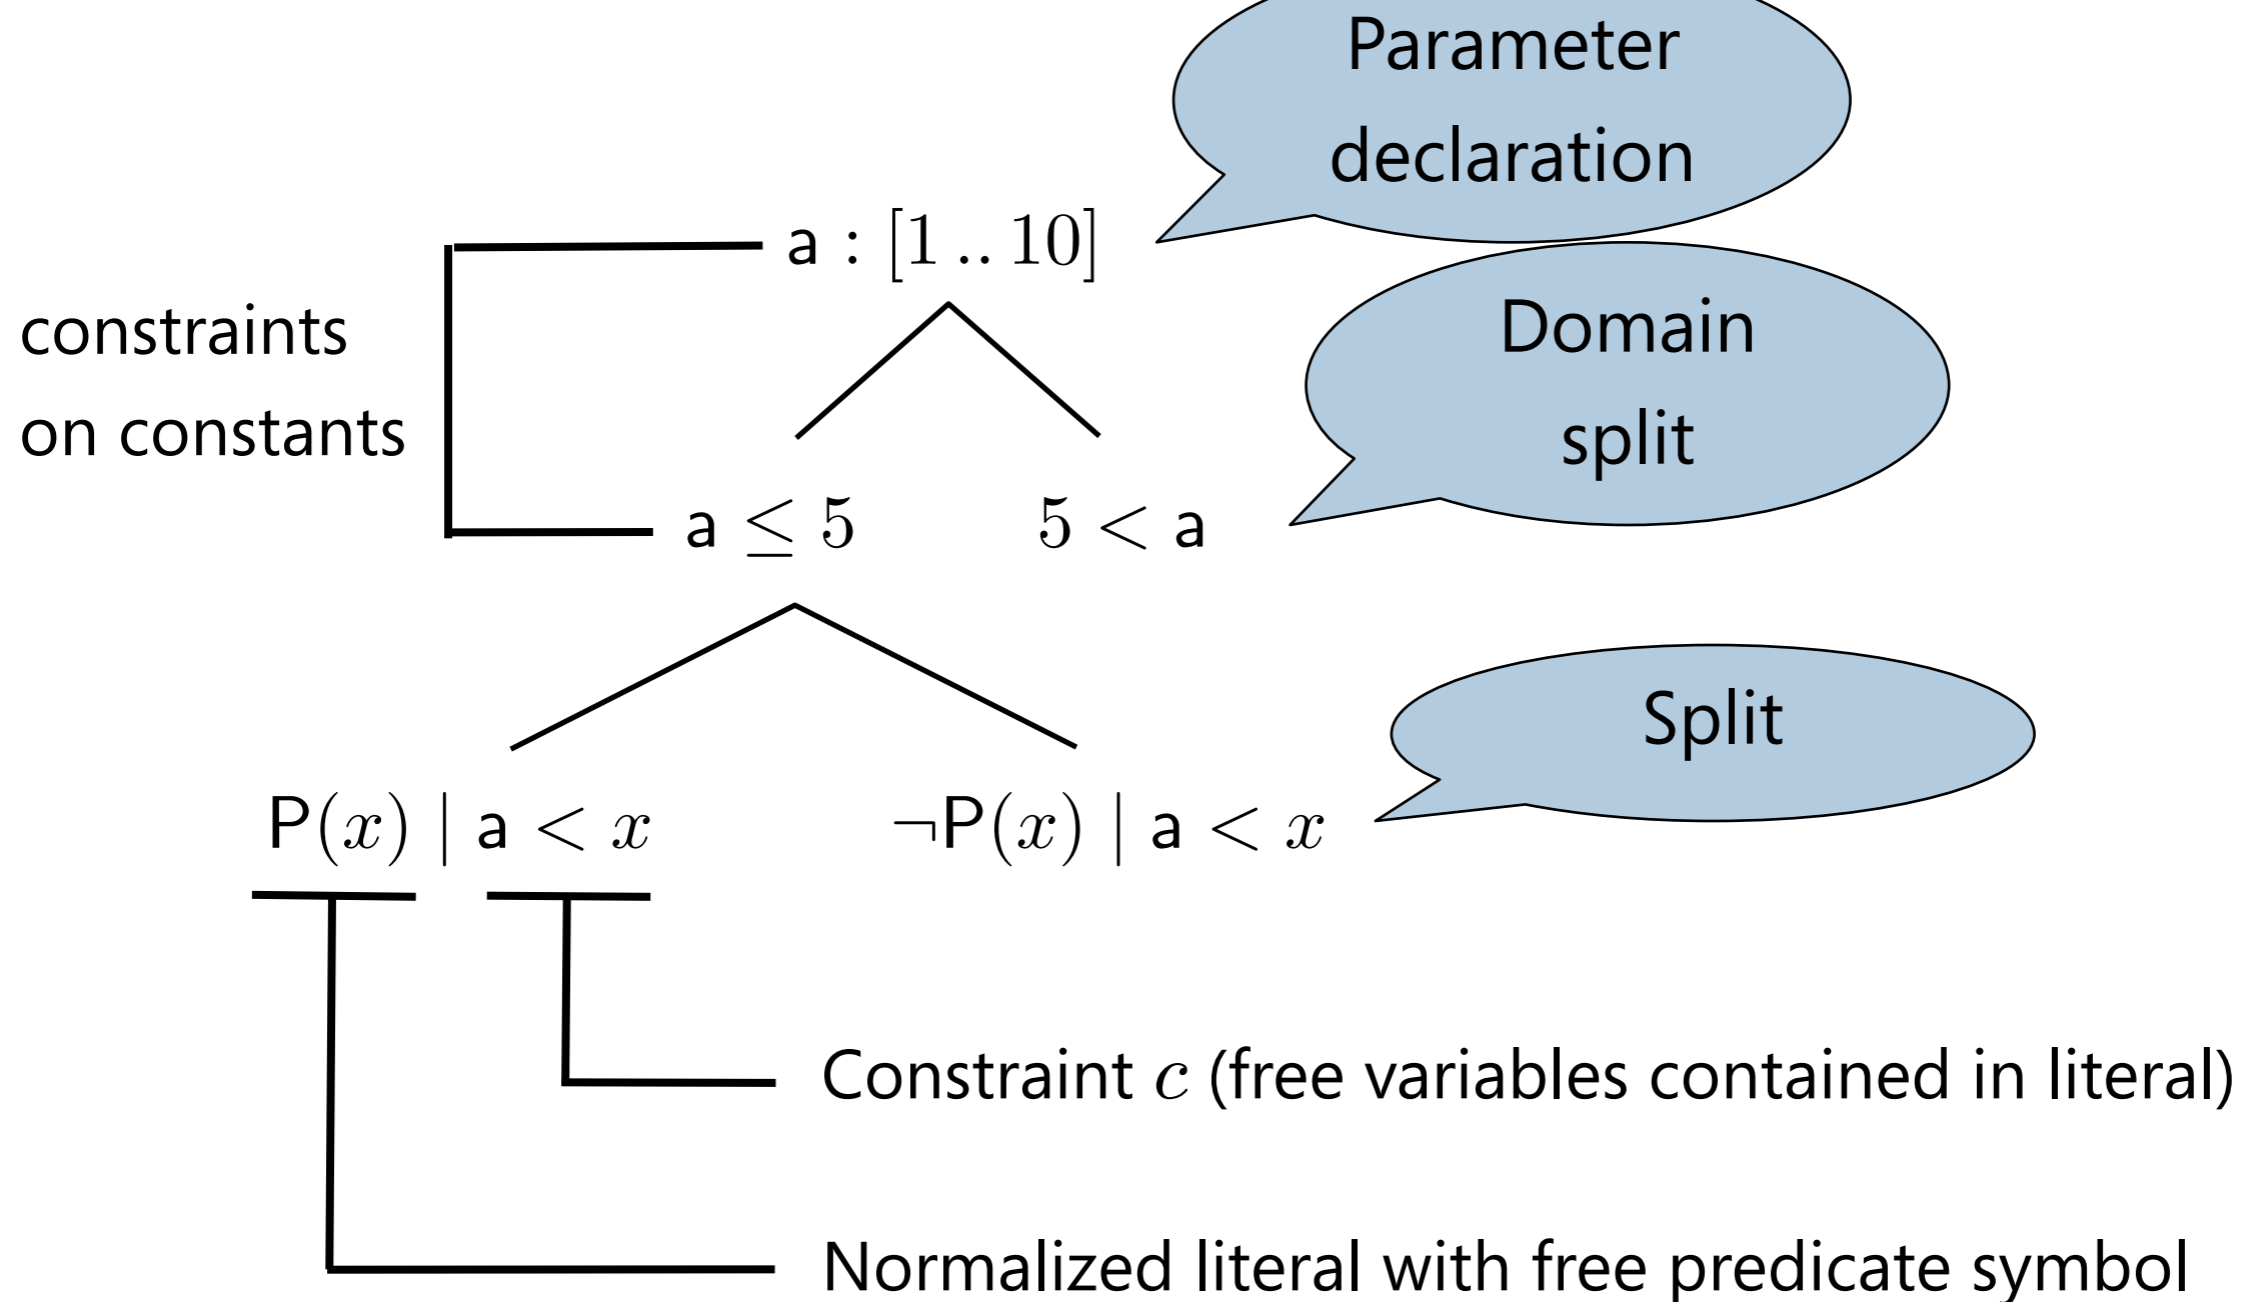 Parameter
declaration
a : [1 .. 10]
constraints
on constants
Domain
split
a ≤ 5
5 < a
Split
P(x) | a < x
¬P(x) | a < x
Constraint c (free variables contained in literal)
Normalized literal with free predicate symbol